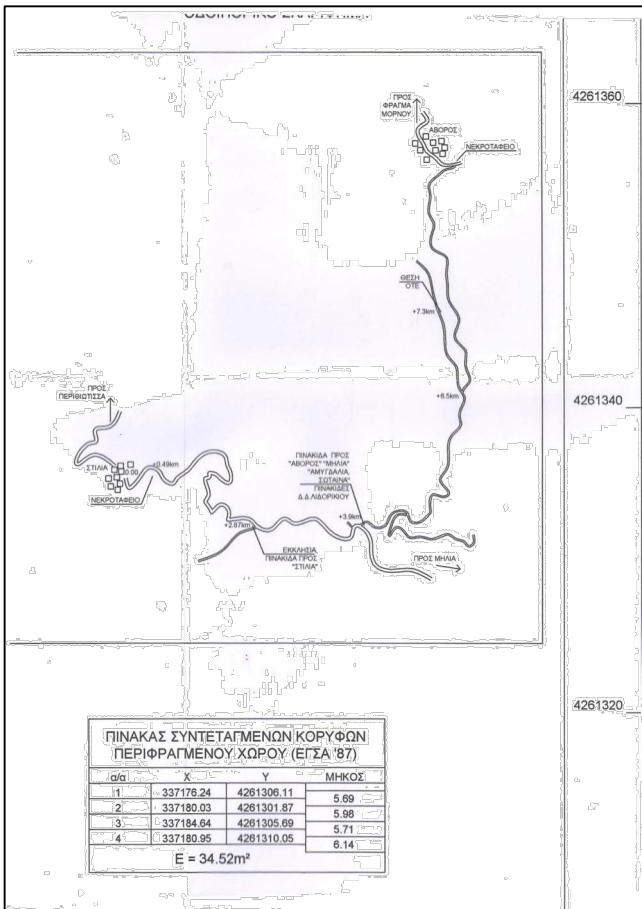 ΟΔΟΙΠΟΡΙΚΟ ΣΚΑΡΙΦΗΜΑ
4261360
ΠΡΟΣ
ΦΡΑΓΜΑ
ΜΟΡΝΟΥ
ΑΒΟΡΟΣ
ΝΕΚΡΟΤΑΦΕΙΟ
ΘΕΣΗ
ΟΤΕ
+7.3km
+6.5km
4261340
ΠΡΟΣ
ΠΕΡΙΘΙΩΤΙΣΣΑ
ΣΤΙΛΙΑ
0.00
+0.49km
ΝΕΚΡΟΤΑΦΕΙΟ
ΠΙΝΑΚΙΔΑ ΠΡΟΣ
"ΑΒΟΡΟΣ" "ΜΗΛΙΑ"
"ΑΜΥΓΔΑΛΙΑ,
ΣΩΤΑΙΝΑ"
ΠΙΝΑΚΙΔΕΣ
Δ.Δ.ΛΙΔΟΡΙΚΙΟΥ
+3.9km
+2.87km
ΕΚΚΛΗΣΙΑ
ΠΙΝΑΚΙΔΑ ΠΡΟΣ
"ΣΤΙΛΙΑ"
ΠΡΟΣ ΜΗΛΙΑ
4261320
ΠΙΝΑΚΑΣ ΣΥΝΤΕΤΑΓΜΕΝΩΝ ΚΟΡΥΦΩΝ
ΠΕΡΙΦΡΑΓΜΕΝΟΥ ΧΩΡΟΥ (ΕΓΣΑ '87)
α/α X Y ΜΗΚΟΣ
1 337176.24 4261306.11
5.69
2 337180.03 4261301.87
5.98
3 337184.64 4261305.69
5.71
4 337180.95 4261310.05
6.14
E = 34.52m²